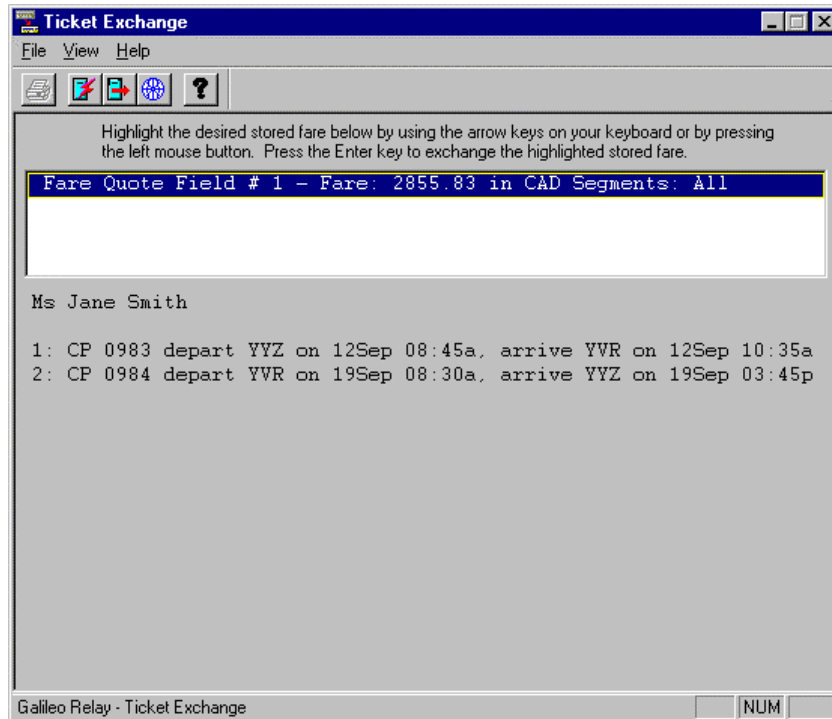 Ticket Exchange
File View Help
Highlight the desired stored fare below by using the arrow keys on your keyboard or by pressing
the left mouse button. Press the Enter key to exchange the highlighted stored fare.
Fare Quote Field # 1 - Fare: 2855.83 in CAD Segments: All
Ms Jane Smith
1: CP 0983 depart YYZ on 12Sep 08:45a, arrive YVR on 12Sep 10:35a
2: CP 0984 depart YVR on 19Sep 08:30a, arrive YYZ on 19Sep 03:45p
Galileo Relay - Ticket Exchange NUM